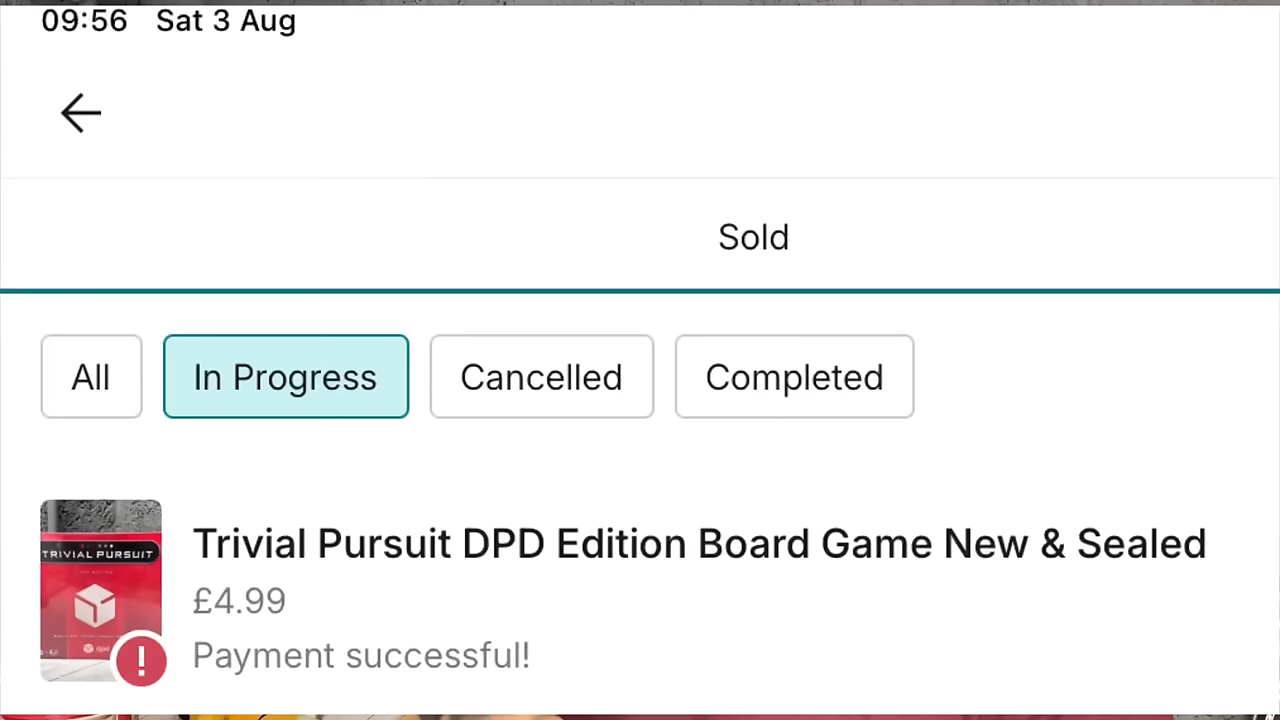 09:56 Sat 3 Aug
Sold
All In Progress Cancelled Completed
Trivial Pursuit DPD Edition Board Game New & Sealed
£4.99
Payment successful!
TRIVIAL PURSUIT
dpd
!